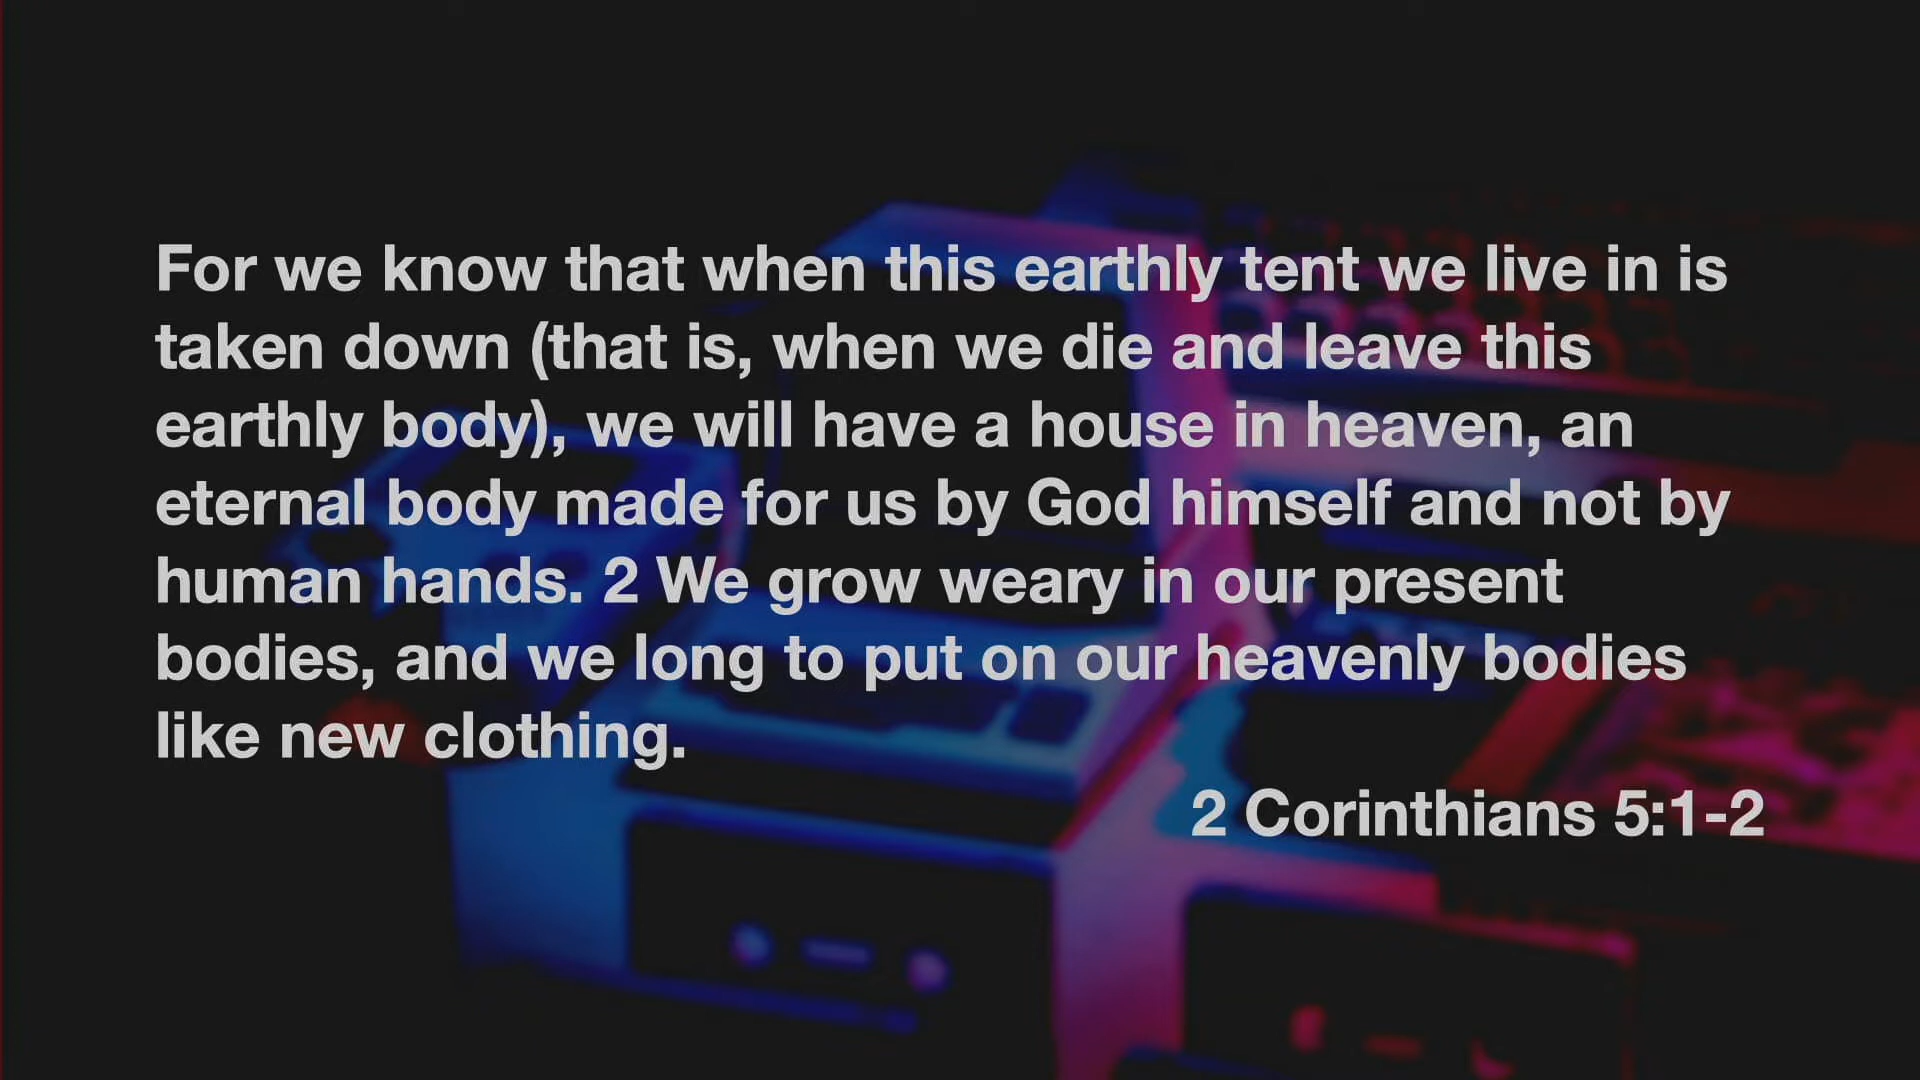 For we know that when this earthly tent we live in is
taken down (that is, when we die and leave this
earthly body), we will have a house in heaven, an
eternal body made for us by God himself and not by
human hands. 2 We grow weary in our present
bodies, and we long to put on our heavenly bodies
like new clothing.
2 Corinthians 5:1-2